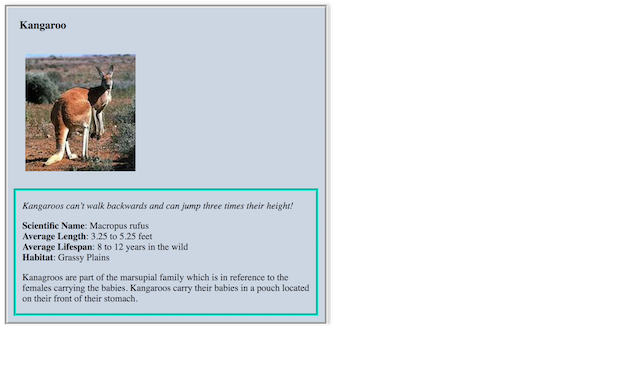 Kangaroo
Kangaroos can't walk backwards and can jump three times their height!
Scientific Name: Macropus rufus
Average Length: 3.25 to 5.25 feet
Average Lifespan: 8 to 12 years in the wild
Habitat: Grassy Plains
Kanagroos are part of the marsupial family which is in reference to the
females carrying the babies. Kangaroos carry their babies in a pouch located
on their front of their stomach.